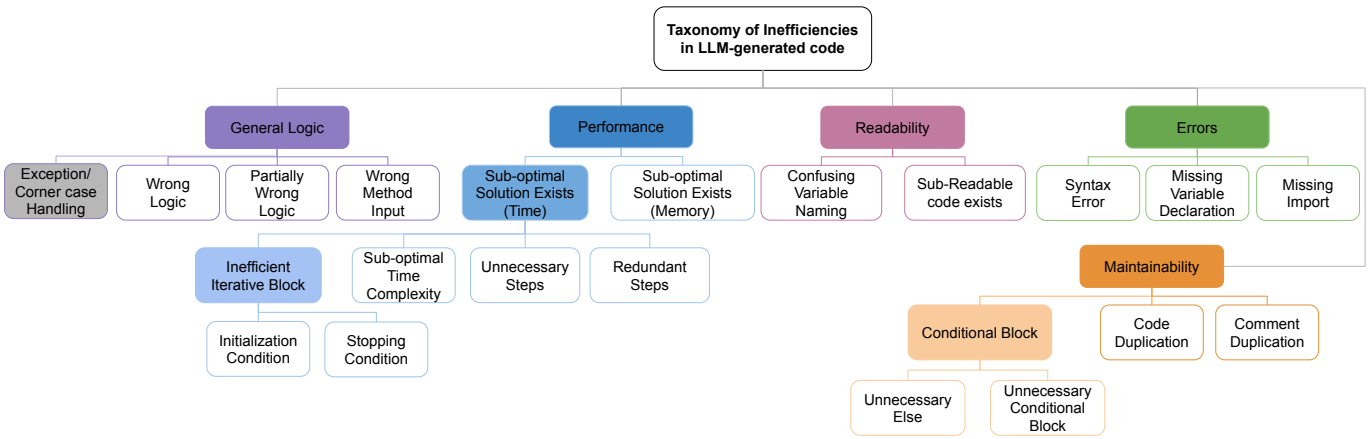 Taxonomy of Inefficiencies
in LLM-generated code
General Logic
Performance
Readability
Errors
Exception/
Corner case
Handling
Wrong
Logic
Partially
Wrong
Logic
Wrong
Method
Input
Sub-optimal
Solution Exists
(Time)
Sub-optimal
Solution Exists
(Memory)
Confusing
Variable
Naming
Sub-Readable
code exists
Syntax
Error
Missing
Variable
Declaration
Missing
Import
Inefficient
Iterative Block
Sub-optimal
Time
Complexity
Unnecessary
Steps
Redundant
Steps
Maintainability
Initialization
Condition
Stopping
Condition
Conditional Block
Code
Duplication
Comment
Duplication
Unnecessary
Else
Unnecessary
Conditional
Block